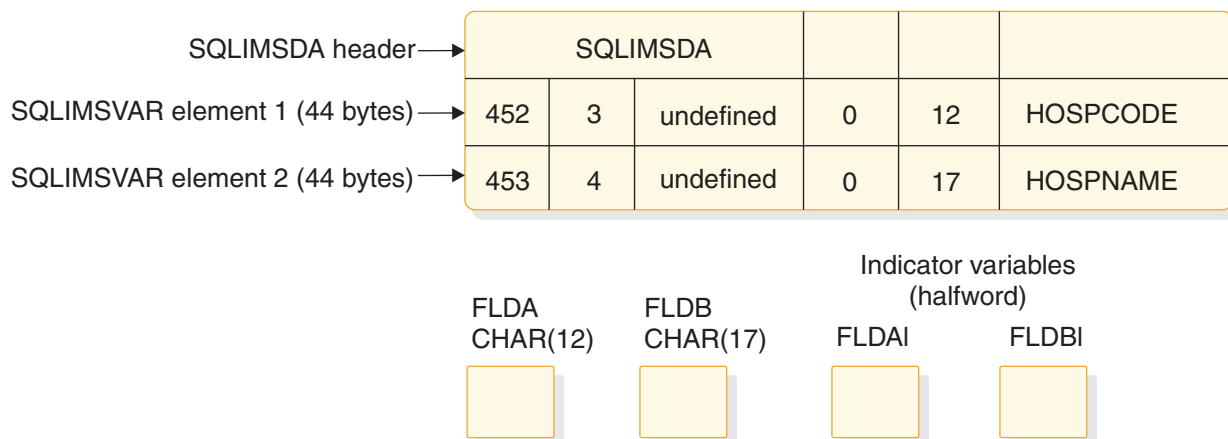 SQLIMSDA header
SQLIMSDA
SQLIMSVAR element 1 (44 bytes)
452 3 undefined 0 12 HOSPCODE
SQLIMSVAR element 2 (44 bytes)
453 4 undefined 0 17 HOSPNAME
Indicator variables
(halfword)
FLDA
CHAR(12)
FLDB
CHAR(17)
FLDAI
FLDBI